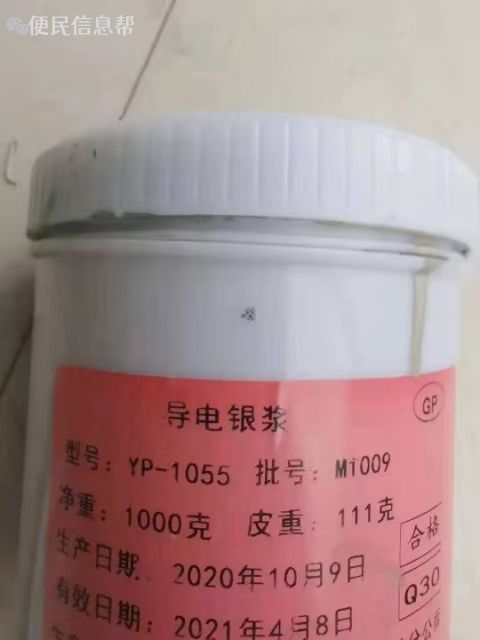 便民信息帮
导电银浆
GP
型号：YP-1055 批号：M1009
净重：1000克 皮重：111克
合格
生产日期：2020年10月9日
Q30
有效日期：2021年4月8日